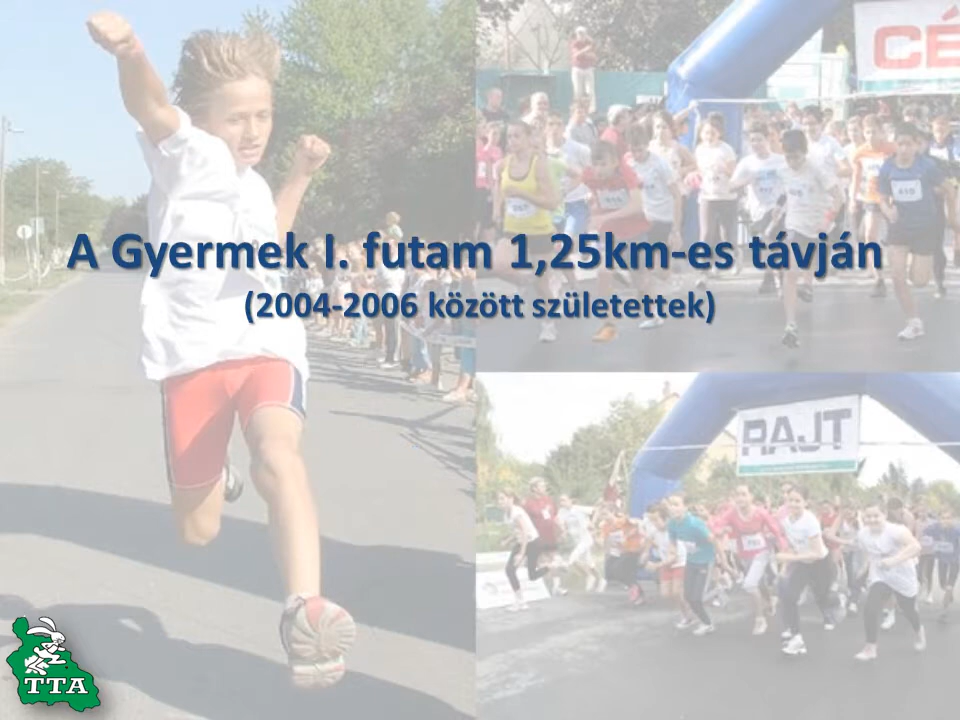 CÉ
A Gyermek I. futam 1,25km-es távján
(2004-2006 között születettek)
RAJT
TTA